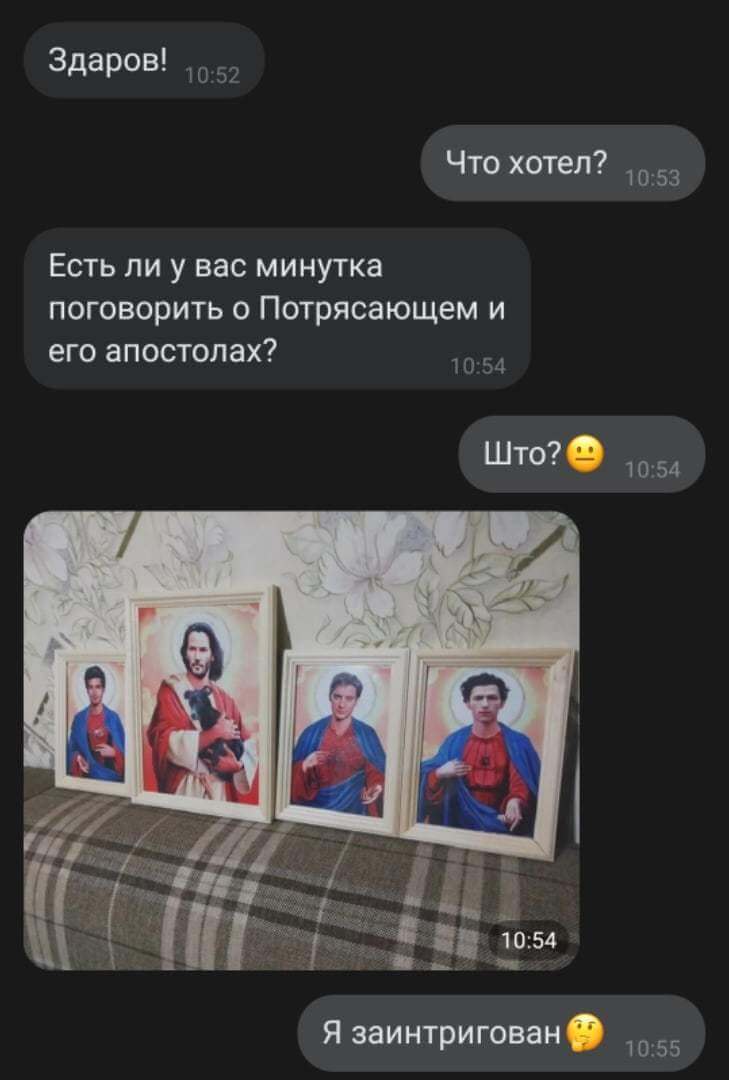 Здаров! 10:52
Что хотел? 10:53
Есть ли у вас минутка
поговорить о Потрясающем и
его апостолах? 10:54
Што?😐 10:54
10:54
Я заинтригован🤔 10:55